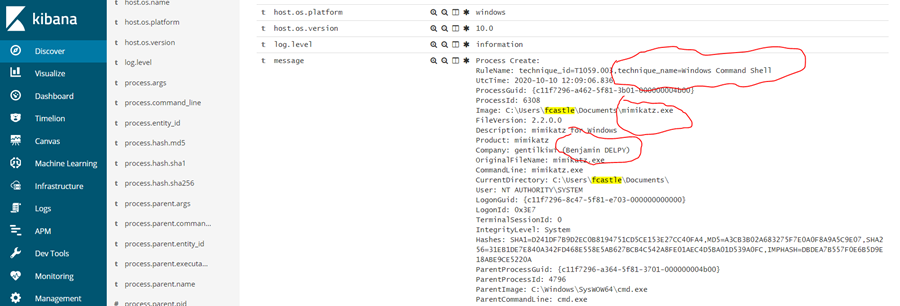 kibana
Discover
Visualize
Dashboard
Timelion
Canvas
Machine Learning
Infrastructure
Logs
APM
Dev Tools
Monitoring
Management
t host.os.name
t host.os.platform
t host.os.version
t log.level
t process.args
t process.command_line
t process.entity_id
t process.hash.md5
t process.hash.sha1
t process.hash.sha256
t process.parent.args
t process.parent.comman...
t process.parent.entity_id
t process.parent.executa...
t process.parent.name
# process.parent.pid
t host.os.platform windows
t host.os.version 10.0
t log.level information
t message Process Create:
RuleName: technique_id=T1059.003,technique_name=Windows Command Shell
UtcTime: 2020-10-10 12:09:06.836
ProcessGuid: {c11f7296-a462-5f81-3b01-000000004b00}
ProcessId: 6308
Image: C:\Users\fcastle\Documents\mimikatz.exe
FileVersion: 2.2.0.0
Description: mimikatz for Windows
Product: mimikatz
Company: gentilkiwi (Benjamin DELPY)
OriginalFileName: mimikatz.exe
CommandLine: mimikatz.exe
CurrentDirectory: C:\Users\fcastle\Documents\
User: NT AUTHORITY\SYSTEM
LogonGuid: {c11f7296-8c47-5f81-e703-000000000000}
LogonId: 0x3E7
TerminalSessionId: 0
IntegrityLevel: System
Hashes: SHA1=D241DF7B9D2EC0B8194751CD5CE153E27CC40FA4,MD5=A3CB3B02A683275F7E0A0F8A9A5C9E07,SHA2
56=31EB1DE7E840A342FD468E558E5AB627BCB4C542A8FE01AEC4D5BA01D539A0FC,IMPHASH=DBDEA7B557F0E6B5D9E
18ABE9CE5220A
ParentProcessGuid: {c11f7296-a364-5f81-3701-000000004b00}
ParentProcessId: 4796
ParentImage: C:\Windows\SysWOW64\cmd.exe
ParentCommandLine: cmd.exe